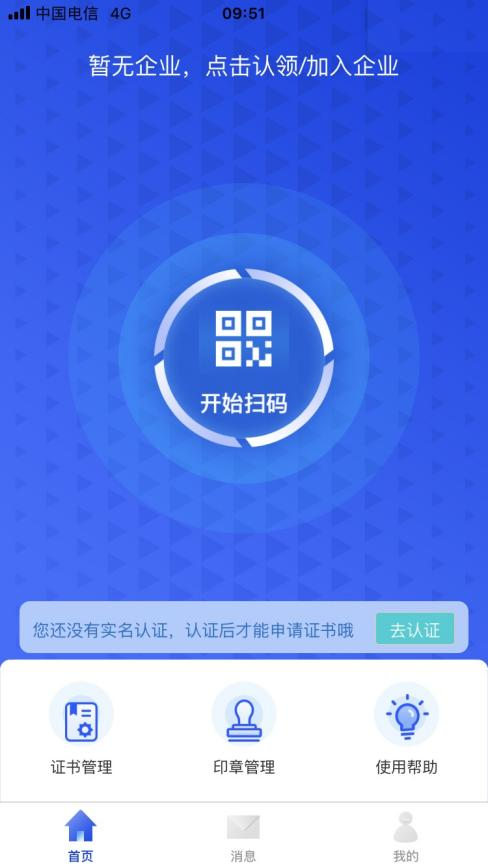 中国电信 4G 09:51
暂无企业，点击认领/加入企业
开始扫码
您还没有实名认证，认证后才能申请证书哦 去认证
证书管理 印章管理 使用帮助
首页 消息 我的